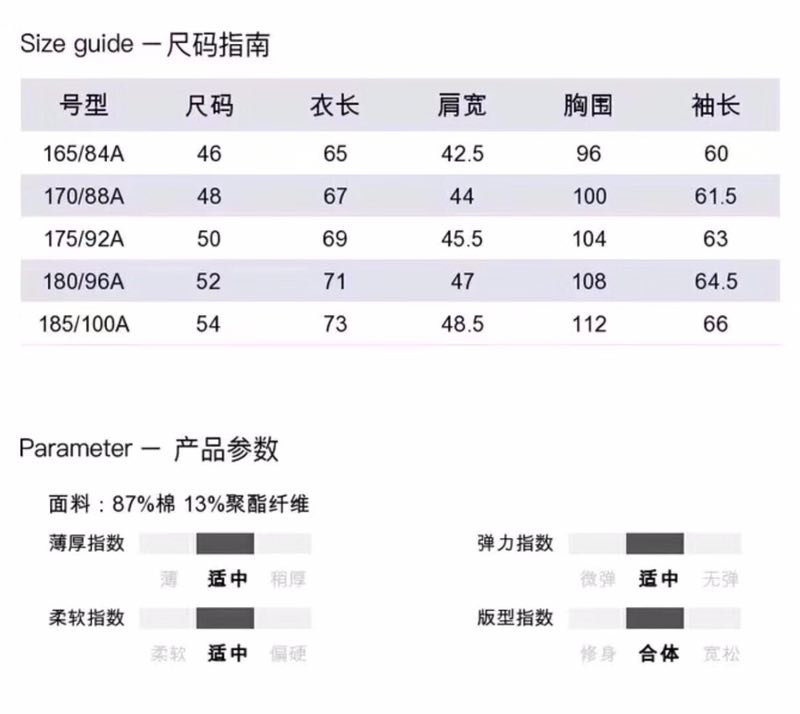 Size guide — 尺码指南
号型 尺码 衣长 肩宽 胸围 袖长
165/84A 46 65 42.5 96 60
170/88A 48 67 44 100 61.5
175/92A 50 69 45.5 104 63
180/96A 52 71 47 108 64.5
185/100A 54 73 48.5 112 66
Parameter — 产品参数
面料：87%棉 13%聚酯纤维
薄厚指数 弹力指数
薄 适中 稍厚 微弹 适中 无弹
柔软指数 版型指数
柔软 适中 偏硬 修身 合体 宽松